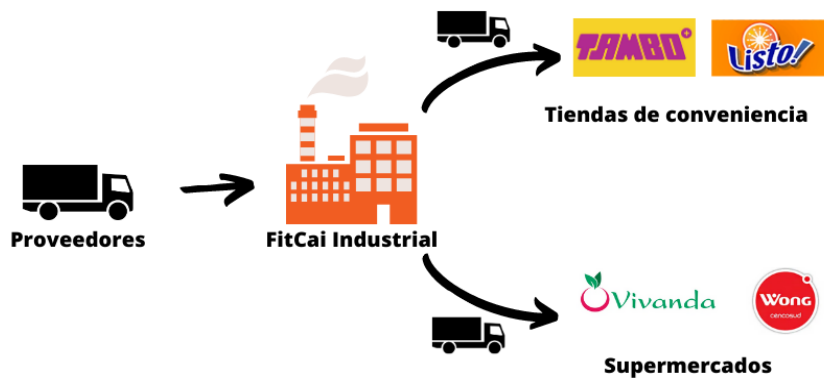 TAMBO+
Listo!
Tiendas de conveniencia
Proveedores
FitCai Industrial
Vivanda
Wong
cencosud
Supermercados